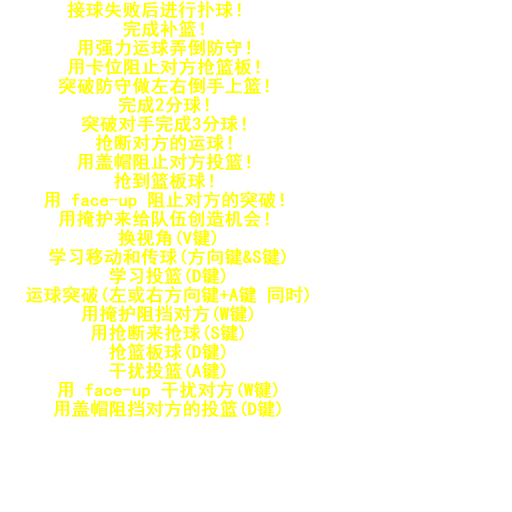 接球失败后进行扑球!
完成补篮!
用强力运球弄倒防守!
用卡位阻止对方抢篮板!
突破防守做左右倒手上篮!
完成2分球!
突破对手完成3分球!
抢断对方的运球!
用盖帽阻止对方投篮!
抢到篮板球!
用 face-up 阻止对方的突破!
用掩护来给队伍创造机会!
换视角(V键)
学习移动和传球(方向键&S键)
学习投篮(D键)
运球突破(左或右方向键+A键 同时)
用掩护阻挡对方(W键)
用抢断来抢球(S键)
抢篮板球(D键)
干扰投篮(A键)
用 face-up 干扰对方(W键)
用盖帽阻挡对方的投篮(D键)